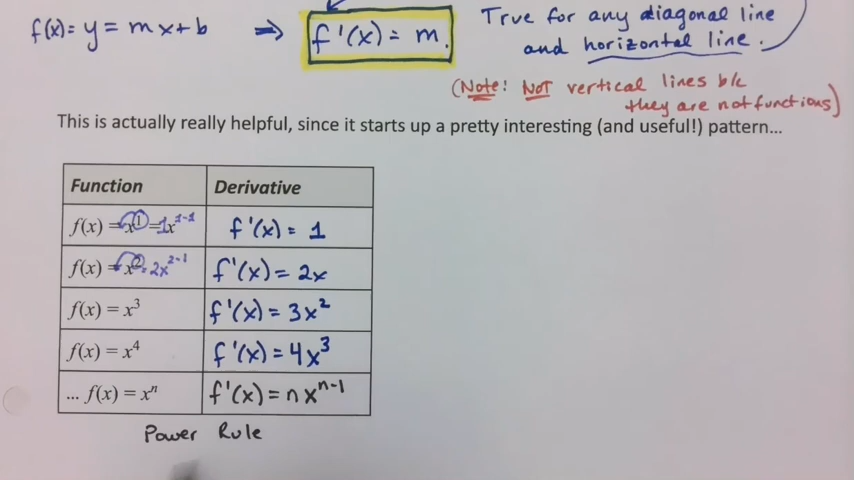 f(x) = y = mx + b ⇒ f'(x) = m.
True for any diagonal line
and horizontal line.
(Note: NOT vertical lines b/c
they are not functions)
This is actually really helpful, since it starts up a pretty interesting (and useful!) pattern...
Function Derivative
f(x) = x¹ = 1x¹⁻¹ f'(x) = 1
f(x) = x² = 2x²⁻¹ f'(x) = 2x
f(x) = x³ f'(x) = 3x²
f(x) = x⁴ f'(x) = 4x³
... f(x) = xⁿ f'(x) = nxⁿ⁻¹
Power Rule